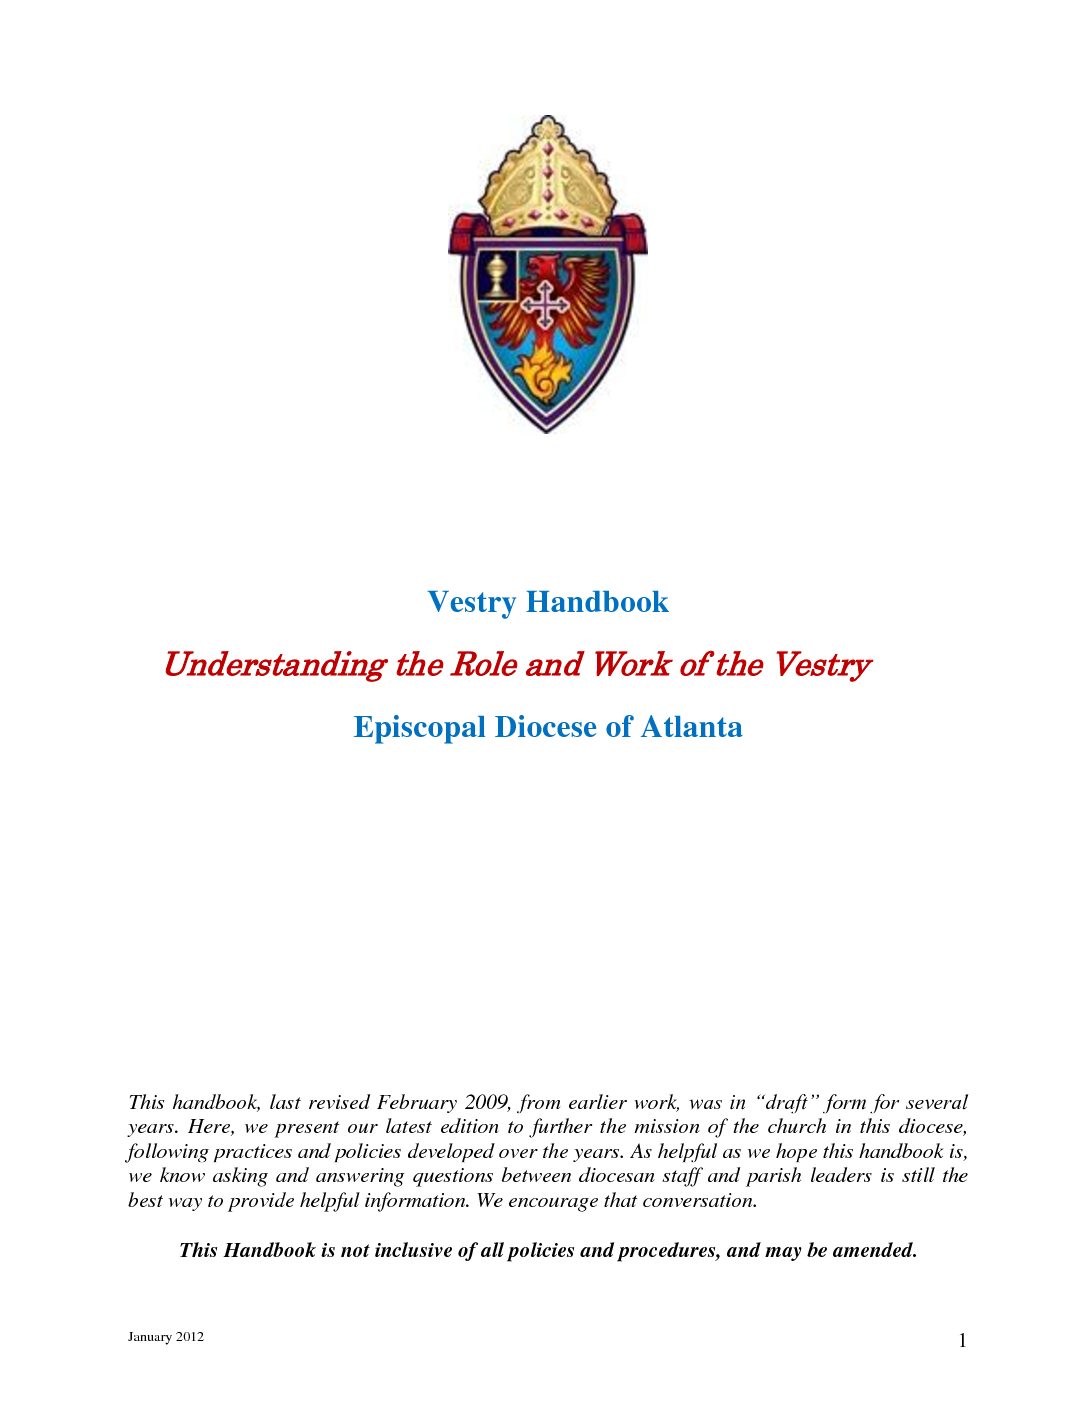 Vestry Handbook
Understanding the Role and Work of the Vestry
Episcopal Diocese of Atlanta
This handbook, last revised February 2009, from earlier work, was in “draft” form for several
years. Here, we present our latest edition to further the mission of the church in this diocese,
following practices and policies developed over the years. As helpful as we hope this handbook is,
we know asking and answering questions between diocesan staff and parish leaders is still the
best way to provide helpful information. We encourage that conversation.
This Handbook is not inclusive of all policies and procedures, and may be amended.
January 2012
1